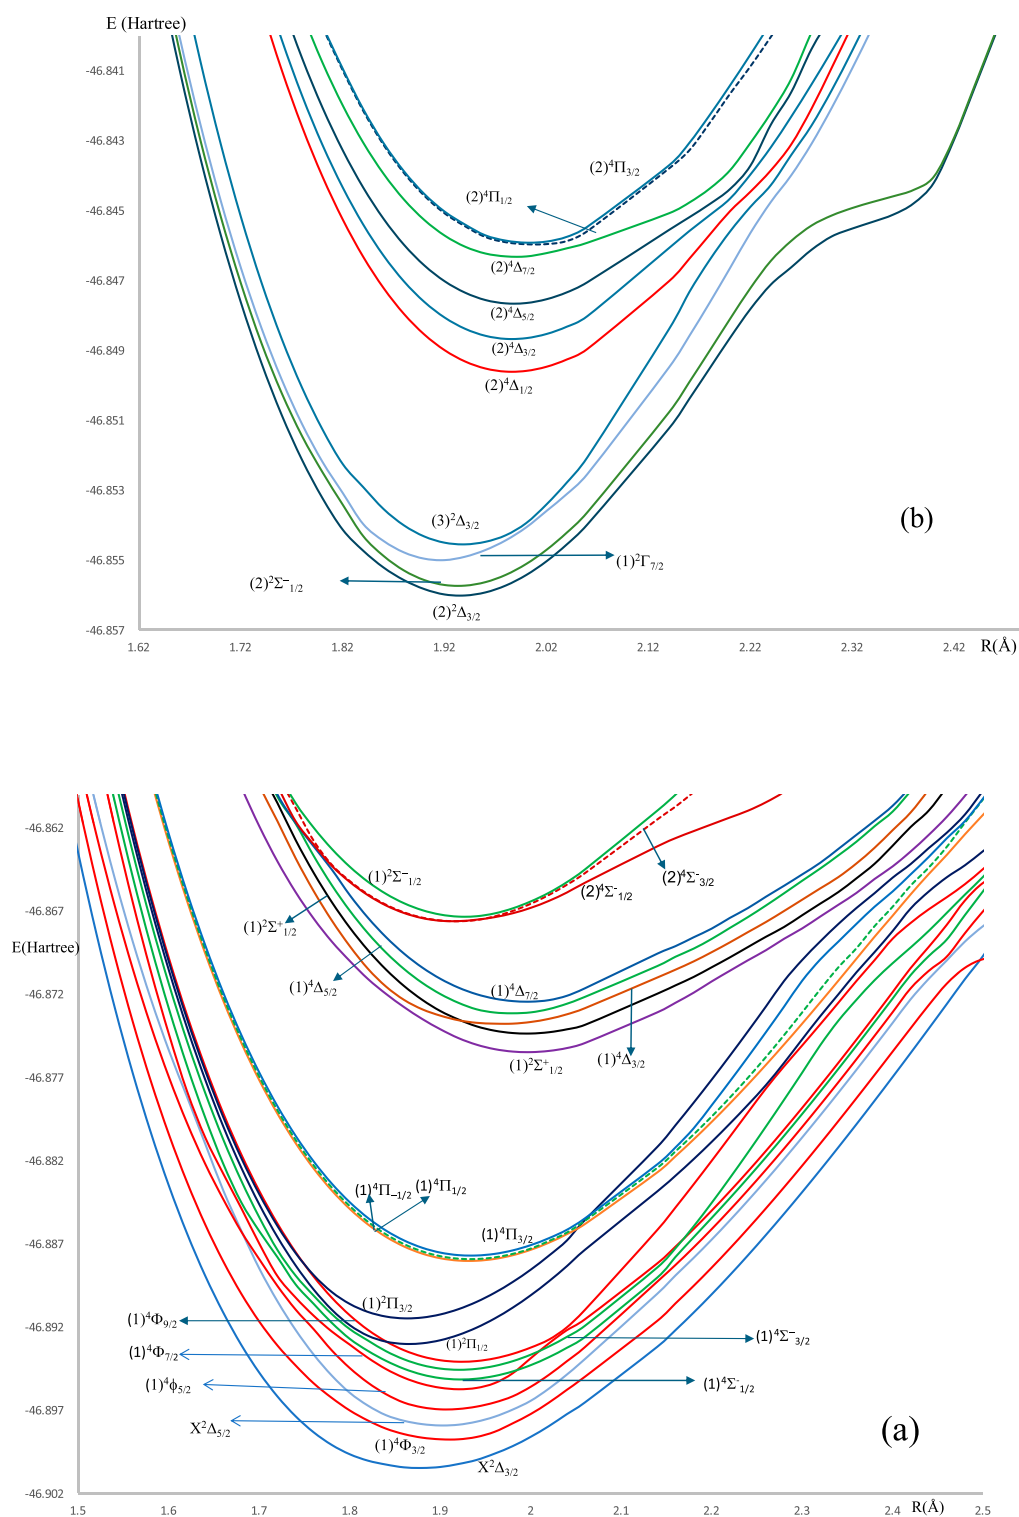 E (Hartree)
-46.841
-46.843
(2)⁴Π₃/₂
(2)⁴Π₁/₂
-46.845
(2)⁴Δ₇/₂
-46.847
(2)⁴Δ₅/₂
(2)⁴Δ₃/₂
-46.849
(2)⁴Δ₁/₂
-46.851
-46.853
(3)²Δ₃/₂
(b)
-46.855
(1)²Γ₇/₂
(2)²Σ⁻₁/₂
(2)²Δ₃/₂
-46.857
1.62 1.72 1.82 1.92 2.02 2.12 2.22 2.32 2.42 R(Å)
-46.862
(1)²Σ⁻₁/₂
(2)⁴Σ⁻₃/₂
(2)⁴Σ⁻₁/₂
-46.867
(1)²Σ⁺₁/₂
E(Hartree)
(1)⁴Δ₅/₂
(1)⁴Δ₇/₂
-46.872
(1)²Σ⁺₁/₂
(1)⁴Δ₃/₂
-46.877
-46.882
(1)⁴Π₋₁/₂
(1)⁴Π₁/₂
(1)⁴Π₃/₂
-46.887
(1)²Π₃/₂
(1)⁴Φ₉/₂
-46.892
(1)²Π₁/₂
(1)⁴Σ⁻₃/₂
(1)⁴Φ₇/₂
(1)⁴ϕ₅/₂
(1)⁴Σ⁻₁/₂
-46.897
X²Δ₅/₂
(1)⁴Φ₃/₂
(a)
X²Δ₃/₂
-46.902
1.5 1.6 1.7 1.8 1.9 2 2.1 2.2 2.3 2.4 2.5
R(Å)